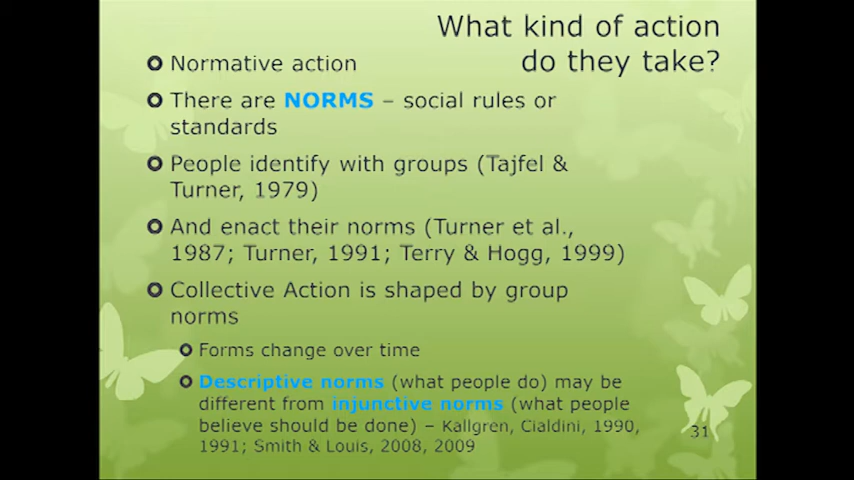 What kind of action
do they take?
Normative action
There are NORMS – social rules or
standards
People identify with groups (Tajfel &
Turner, 1979)
And enact their norms (Turner et al.,
1987; Turner, 1991; Terry & Hogg, 1999)
Collective Action is shaped by group
norms
Forms change over time
Descriptive norms (what people do) may be
different from injunctive norms (what people
believe should be done) – Kallgren, Cialdini, 1990,
1991; Smith & Louis, 2008, 2009
31